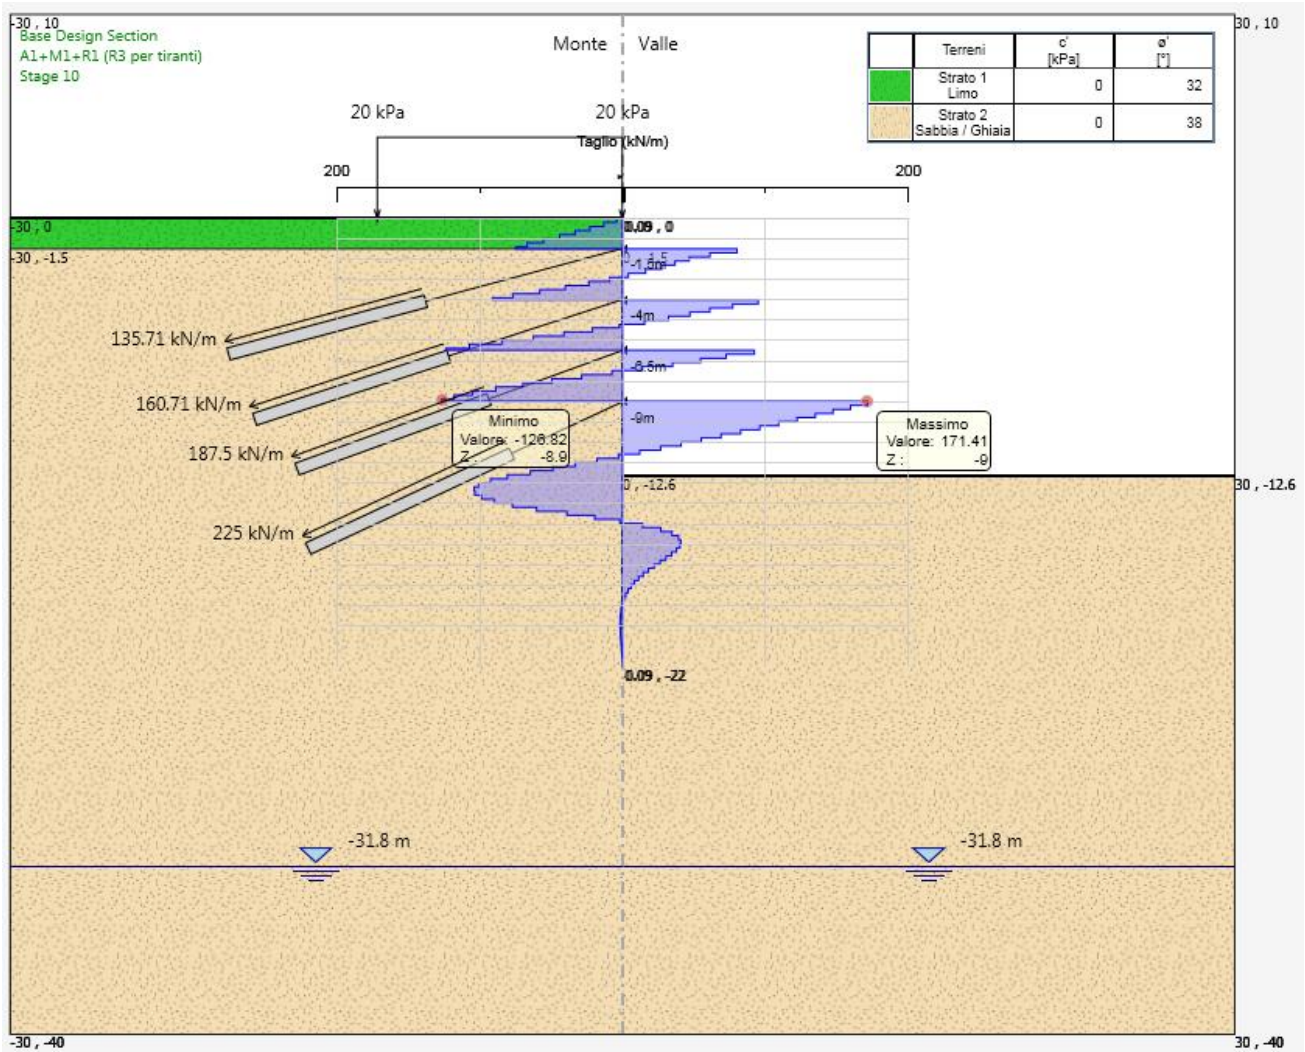 -30 , 10
30 , 10
Base Design Section
A1+M1+R1 (R3 per tiranti)
Stage 10
Monte
Valle
Terreni
c'
[kPa]
ø'
[°]
Strato 1
Limo
0
32
Strato 2
Sabbia / Ghiaia
0
38
20 kPa
20 kPa
Taglio (kN/m)
200
200
-30 , 0
, 0
-30 , -1.5
-1.5m
-4m
-6.5m
-9m
135.71 kN/m
160.71 kN/m
187.5 kN/m
225 kN/m
Minimo
Valore: -126.82
Z : -8.9
Massimo
Valore: 171.41
Z : -9
0 , -12.6
30 , -12.6
0.09 , -22
-31.8 m
-31.8 m
-30 , -40
30 , -40